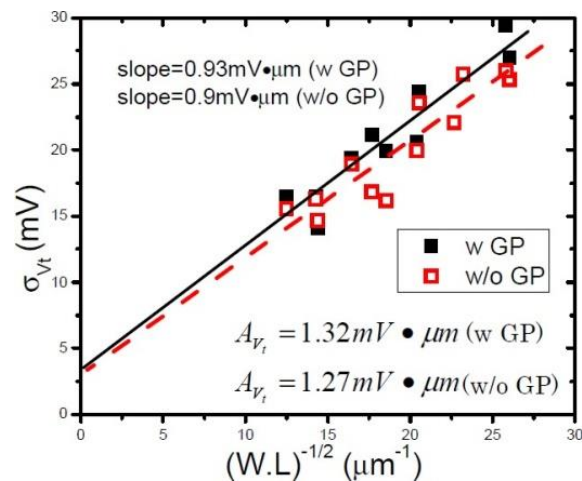 30
25
20
15
10
5
0
σVt (mV)
slope=0.93mV•μm (w GP)
slope=0.9mV•μm (w/o GP)
w GP
w/o GP
AVt = 1.32mV • μm (w GP)
AVt = 1.27mV • μm (w/o GP)
0 5 10 15 20 25 30
(W.L)-1/2 (μm-1)